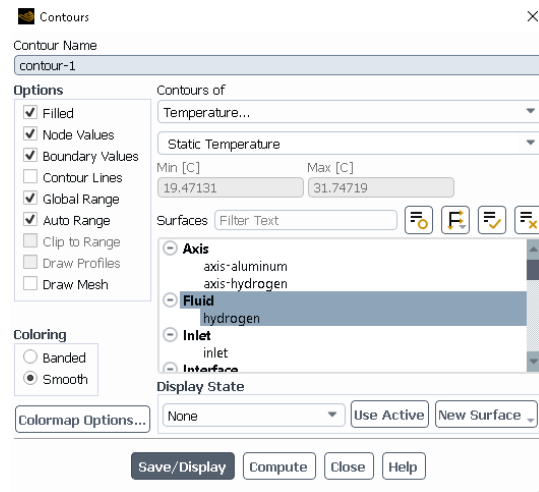 Contours
Contour Name
contour-1
Options
Filled
Node Values
Boundary Values
Contour Lines
Global Range
Auto Range
Clip to Range
Draw Profiles
Draw Mesh
Coloring
Banded
Smooth
Colormap Options...
Contours of
Temperature...
Static Temperature
Min [C] Max [C]
19.47131 31.74719
Surfaces Filter Text
Axis
axis-aluminum
axis-hydrogen
Fluid
hydrogen
Inlet
inlet
Interface
Display State
None Use Active New Surface
Save/Display Compute Close Help